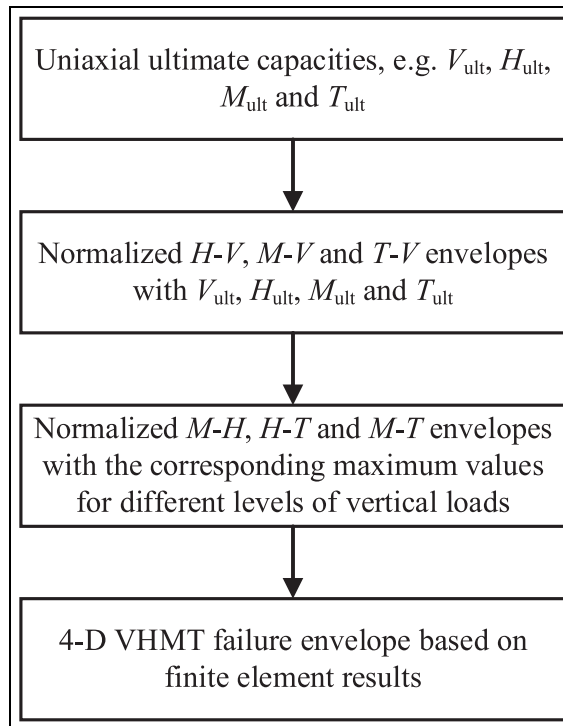 Uniaxial ultimate capacities, e.g. Vult, Hult,
Mult and Tult
Normalized H-V, M-V and T-V envelopes
with Vult, Hult, Mult and Tult
Normalized M-H, H-T and M-T envelopes
with the corresponding maximum values
for different levels of vertical loads
4-D VHMT failure envelope based on
finite element results